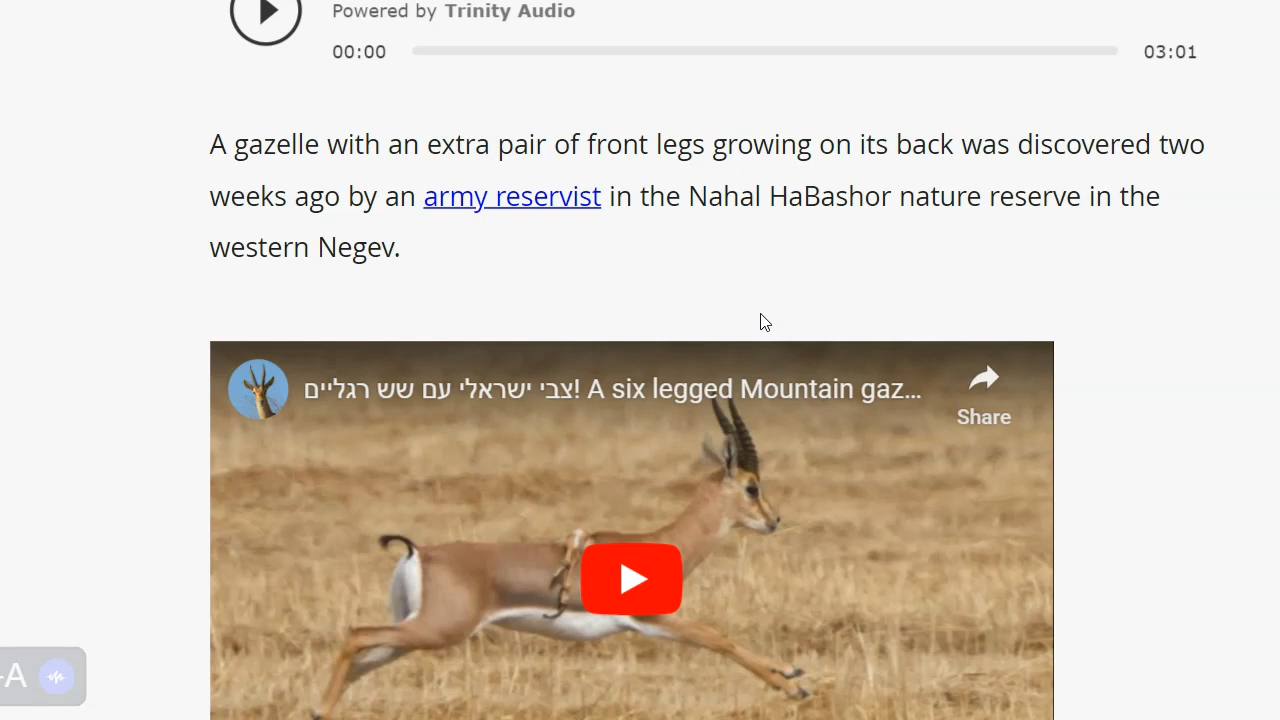 Powered by Trinity Audio
00:00 03:01
A gazelle with an extra pair of front legs growing on its back was discovered two
weeks ago by an army reservist in the Nahal HaBashor nature reserve in the
western Negev.
צבי ישראלי עם שש רגליים! A six legged Mountain gaz...
Share
-A